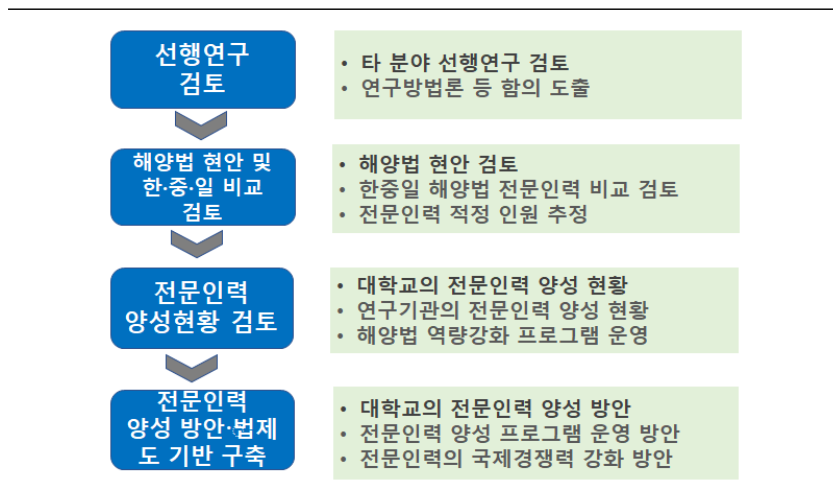 선행연구
검토
• 타 분야 선행연구 검토
• 연구방법론 등 함의 도출
해양법 현안 및
한·중·일 비교
검토
• 해양법 현안 검토
• 한중일 해양법 전문인력 비교 검토
• 전문인력 적정 인원 추정
전문인력
양성현황 검토
• 대학교의 전문인력 양성 현황
• 연구기관의 전문인력 양성 현황
• 해양법 역량강화 프로그램 운영
전문인력
양성 방안·법제
도 기반 구축
• 대학교의 전문인력 양성 방안
• 전문인력 양성 프로그램 운영 방안
• 전문인력의 국제경쟁력 강화 방안